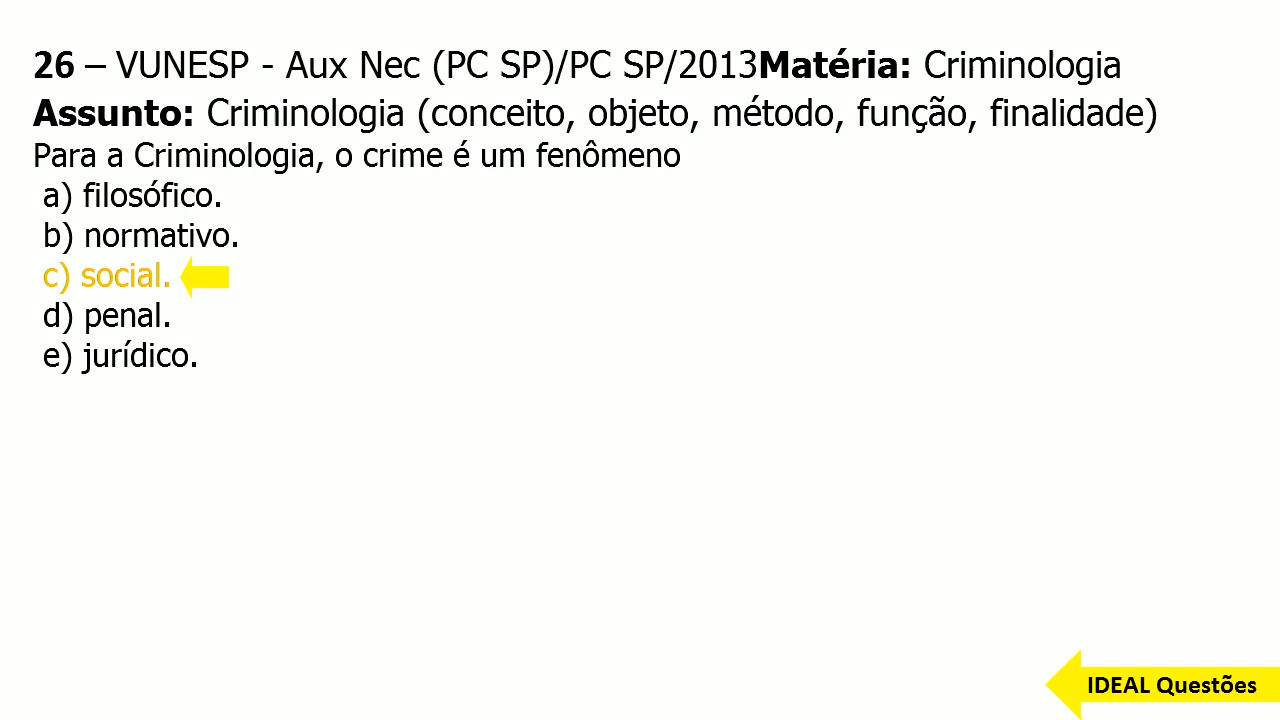 26 – VUNESP - Aux Nec (PC SP)/PC SP/2013Matéria: Criminologia
Assunto: Criminologia (conceito, objeto, método, função, finalidade)
Para a Criminologia, o crime é um fenômeno
a) filosófico.
b) normativo.
c) social.
d) penal.
e) jurídico.
IDEAL Questões